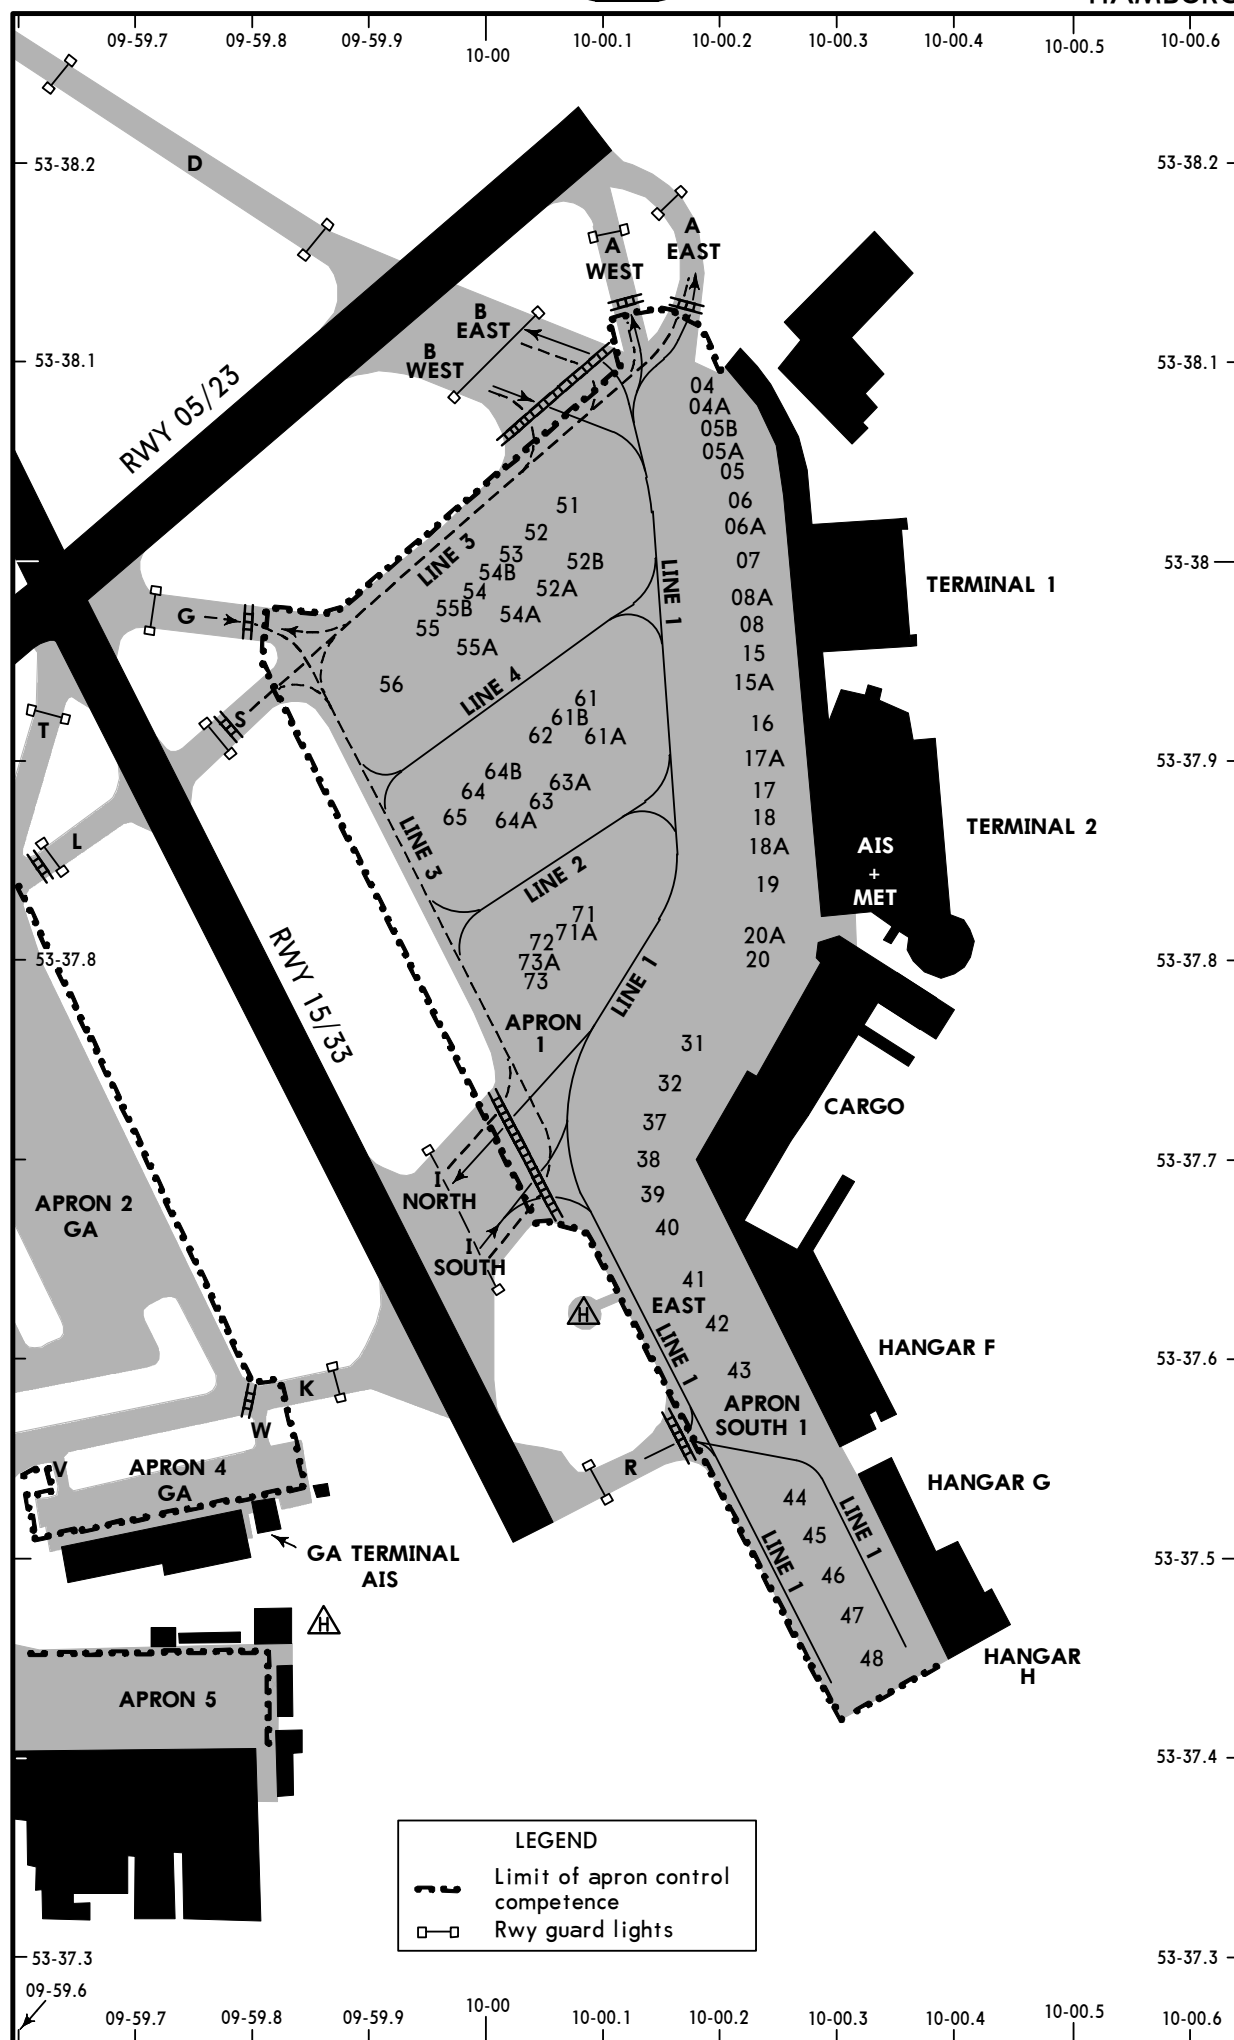 HAMBURG
09-59.7
09-59.8
09-59.9
10-00
10-00.1
10-00.2
10-00.3
10-00.4
10-00.5
10-00.6
53-38.2
53-38.2
D
A
EAST
A
WEST
B
EAST
B
WEST
53-38.1
53-38.1
RWY 05/23
04
04A
05B
05A
05
06
06A
07
08A
08
15
15A
16
17A
17
18
18A
19
20A
20
51
52
53
52B
54B
52A
54
55B
54A
55
55A
56
LINE 3
LINE 1
LINE 4
53-38
TERMINAL 1
G
S
T
L
61
61B
62
61A
64B
63A
64
63
65
64A
LINE 3
LINE 2
53-37.9
TERMINAL 2
AIS
+
MET
71
71A
72
73A
73
LINE 1
53-37.8
53-37.8
RWY 15/33
APRON
1
31
32
37
38
39
40
CARGO
53-37.7
I
NORTH
I
SOUTH
APRON 2
GA
H
41
EAST
42
43
LINE 1
APRON
SOUTH 1
HANGAR F
53-37.6
K
W
V
APRON 4
GA
R
HANGAR G
44
45
46
47
48
LINE 1
LINE 1
GA TERMINAL
AIS
53-37.5
H
HANGAR
H
APRON 5
53-37.4
LEGEND
Limit of apron control
competence
Rwy guard lights
53-37.3
53-37.3
09-59.6
09-59.7
09-59.8
09-59.9
10-00
10-00.1
10-00.2
10-00.3
10-00.4
10-00.5
10-00.6